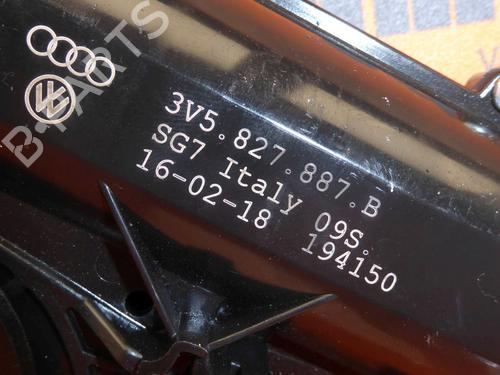 3V5.827.887.B
SG7 Italy 09S.
16-02-18 194150
B-PARTS